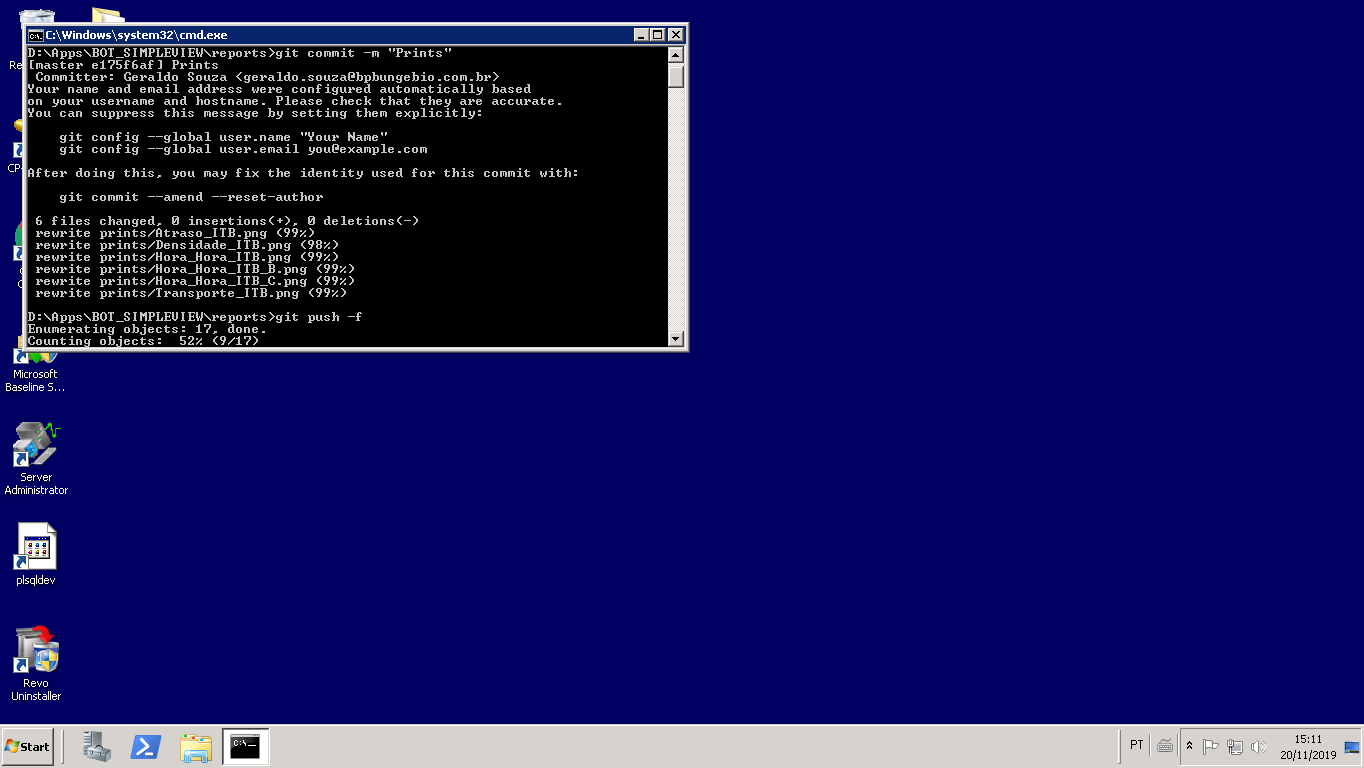 C:\Windows\system32\cmd.exe
D:\Apps\BOT_SIMPLEVIEW\reports>git commit -m "Prints"
[master e175f6af] Prints
Committer: Geraldo Souza <geraldo.souza@bpbungebio.com.br>
Your name and email address were configured automatically based
on your username and hostname. Please check that they are accurate.
You can suppress this message by setting them explicitly:
git config --global user.name "Your Name"
git config --global user.email you@example.com
After doing this, you may fix the identity used for this commit with:
git commit --amend --reset-author
6 files changed, 0 insertions(+), 0 deletions(-)
rewrite prints/Atraso_ITB.png (99%)
rewrite prints/Densidade_ITB.png (98%)
rewrite prints/Hora_Hora_ITB.png (99%)
rewrite prints/Hora_Hora_ITB_B.png (99%)
rewrite prints/Hora_Hora_ITB_C.png (99%)
rewrite prints/Transporte_ITB.png (99%)
D:\Apps\BOT_SIMPLEVIEW\reports>git push -f
Enumerating objects: 17, done.
Counting objects:  52% (9/17)
Microsoft
Baseline S...
Server
Administrator
plsqldev
Revo
Uninstaller
Start
C:\_
PT
15:11
20/11/2019